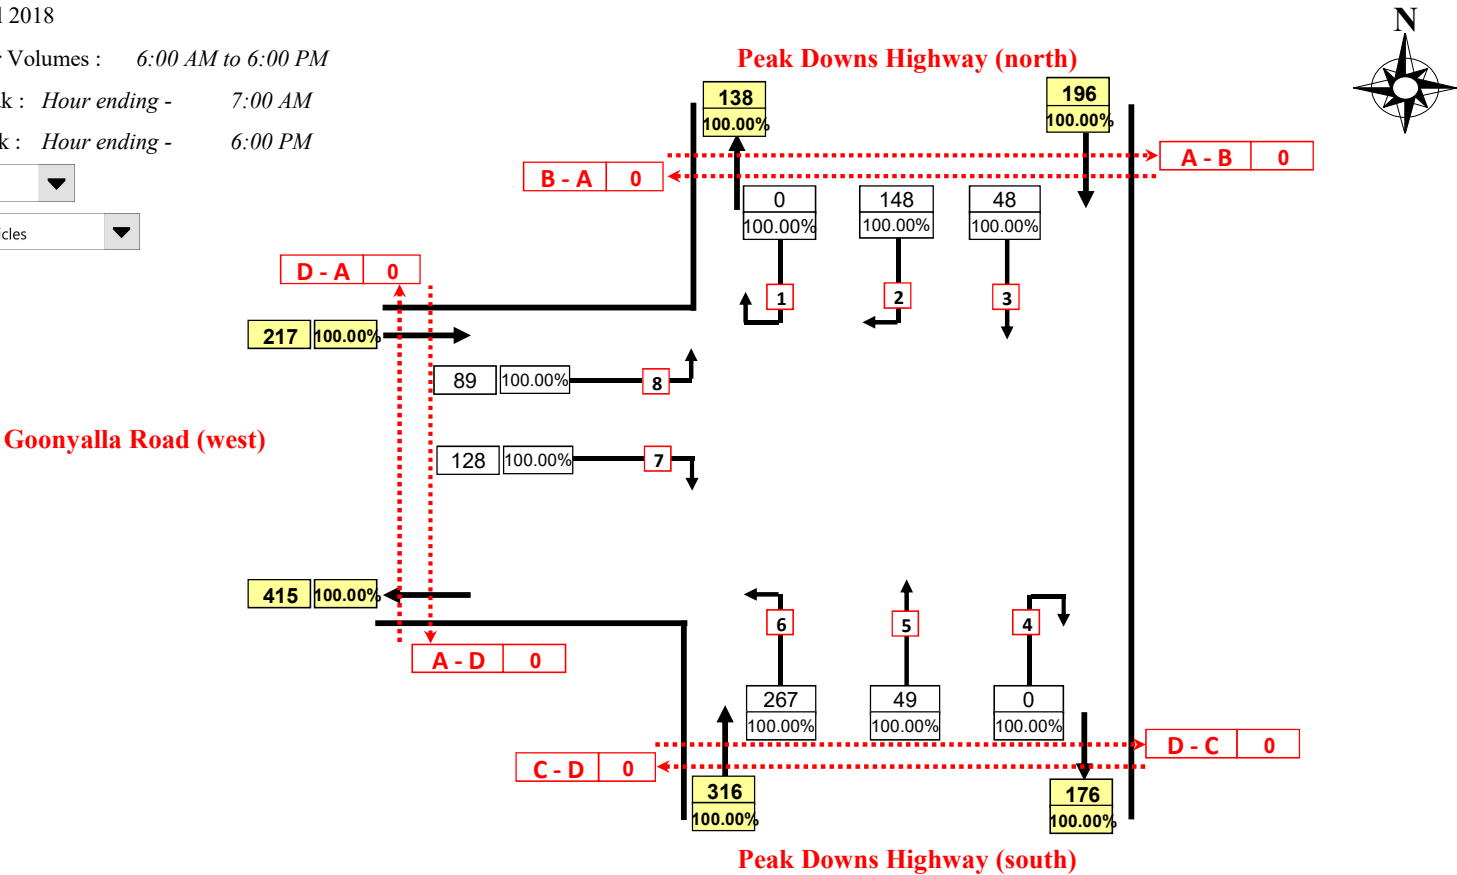 2018
Volumes : 6:00 AM to 6:00 PM
Hour ending - 7:00 AM
Hour ending - 6:00 PM
N
Peak Downs Highway (north)
138
100.00%
196
100.00%
A - B 0
B - A 0
0
100.00%
148
100.00%
48
100.00%
D - A 0
1
2
3
217 100.00%
89 100.00% 8
Goonyalla Road (west)
128 100.00% 7
415 100.00%
6
5
4
A - D 0
267
100.00%
49
100.00%
0
100.00%
D - C 0
C - D 0
316
100.00%
176
100.00%
Peak Downs Highway (south)